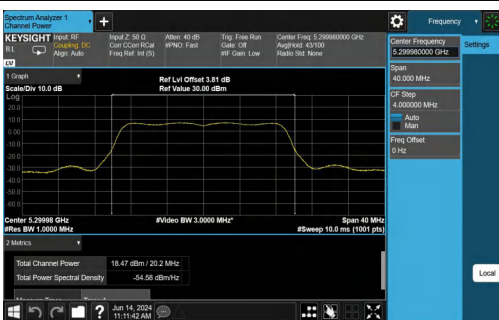 Spectrum Analyzer 1
Channel Power
Frequency
KEYSIGHT
Input: RF
Coupling: DC
Align: Auto
RL
Input Z: 50 Ω
Corr CCorr RCal
Freq Ref: Int (S)
Atten: 40 dB
#PNO: Fast
Trig: Free Run
Gate: Off
#IF Gain: Low
Center Freq: 5.299980000 GHz
Avg|Hold: 43/100
Radio Std: None
LXI
Center Frequency
5.299980000 GHz
Settings
Span
40.000 MHz
CF Step
4.000000 MHz
Auto
Man
Freq Offset
0 Hz
Local
1 Graph
Scale/Div 10.0 dB
Ref Lvl Offset 3.81 dB
Ref Value 30.00 dBm
Log
20.0
10.0
0.00
-10.0
-20.0
-30.0
-40.0
-50.0
-60.0
Center 5.29998 GHz
#Res BW 1.0000 MHz
#Video BW 3.0000 MHz*
Span 40 MHz
#Sweep 10.0 ms (1001 pts)
2 Metrics
Total Channel Power 18.47 dBm / 20.2 MHz
Total Power Spectral Density -54.58 dBm/Hz
Jun 14, 2024
11:11:42 AM